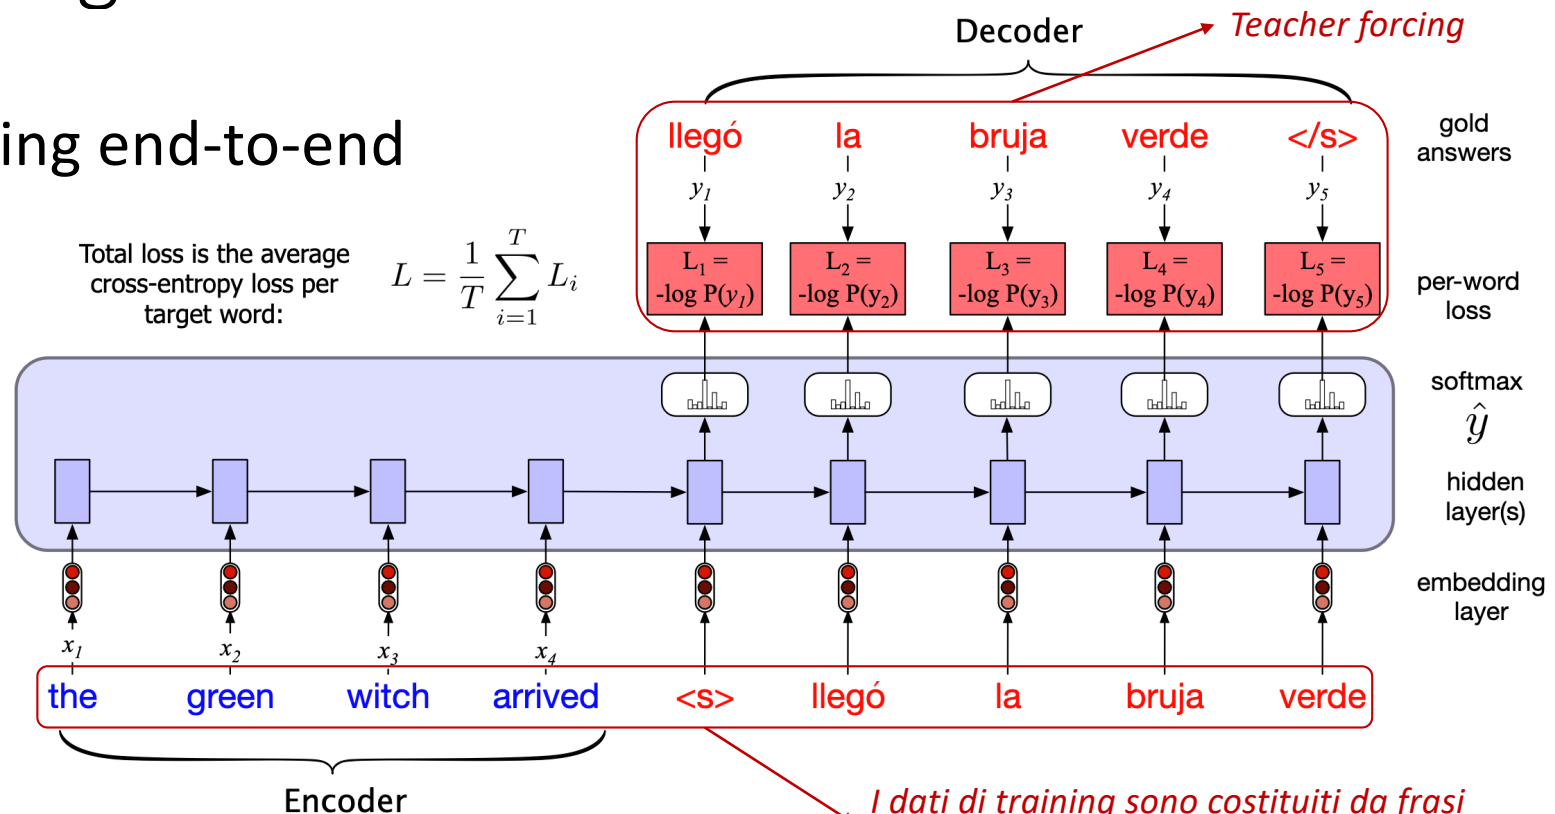 g
Decoder
Teacher forcing
ing end-to-end
llegó la bruja verde </s>
gold
answers
y1 y2 y3 y4 y5
Total loss is the average
cross-entropy loss per
target word:
L = 1/T ∑ i=1 T Li
L1 = L2 = L3 = L4 = L5 =
-log P(y1) -log P(y2) -log P(y3) -log P(y4) -log P(y5)
per-word
loss
softmax
ŷ
hidden
layer(s)
embedding
layer
x1 x2 x3 x4
the green witch arrived <s> llegó la bruja verde
Encoder
I dati di training sono costituiti da frasi